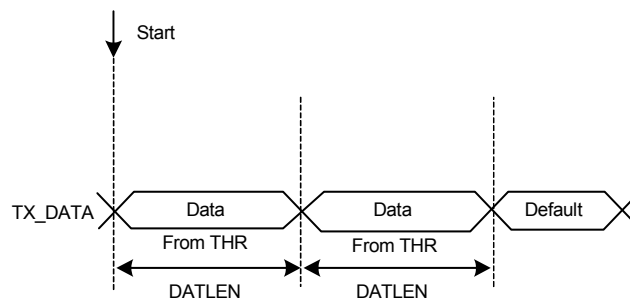 Start
TX_DATA
Data
Data
Default
From THR
From THR
DATLEN
DATLEN